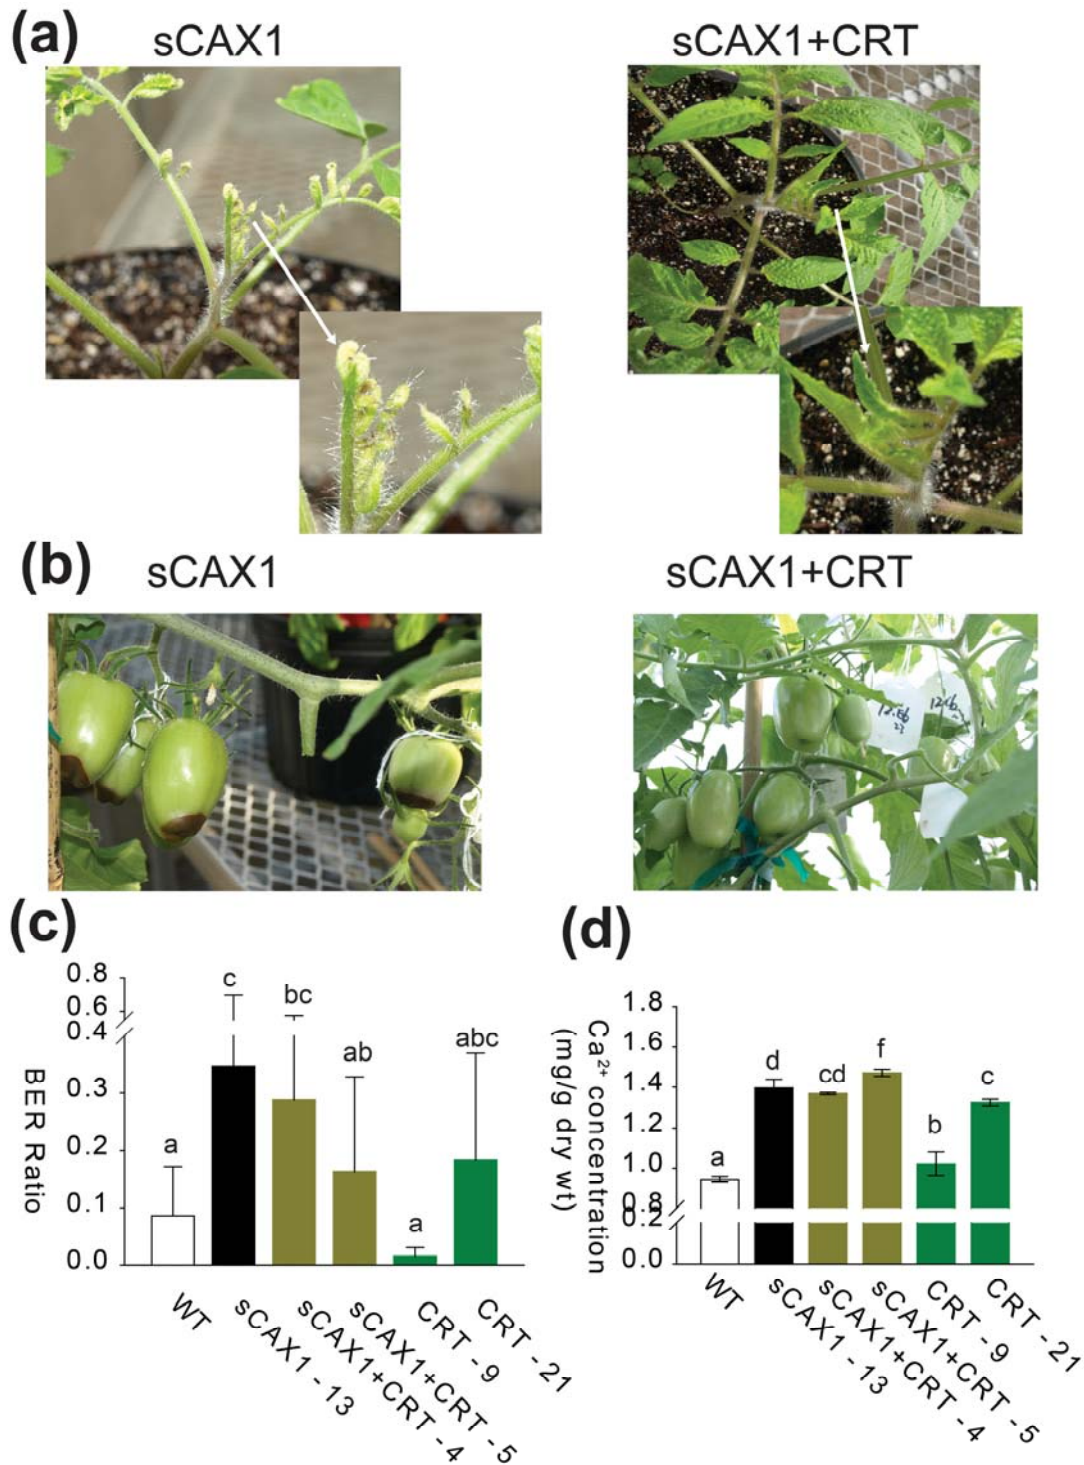 (a)
sCAX1
sCAX1+CRT
(b)
sCAX1
sCAX1+CRT
(c)
BER Ratio
0.8
0.6
0.4
0.3
0.2
0.1
0.0
a
c
bc
ab
a
abc
WT
sCAX1 - 13
sCAX1+CRT - 4
sCAX1+CRT - 5
CRT - 9
CRT - 21
(d)
Ca²⁺ concentration
(mg/g dry wt)
1.8
1.6
1.4
1.2
1.0
0.8
0.2
0.0
a
d
cd
f
b
c
WT
sCAX1 - 13
sCAX1+CRT - 4
sCAX1+CRT - 5
CRT - 9
CRT - 21